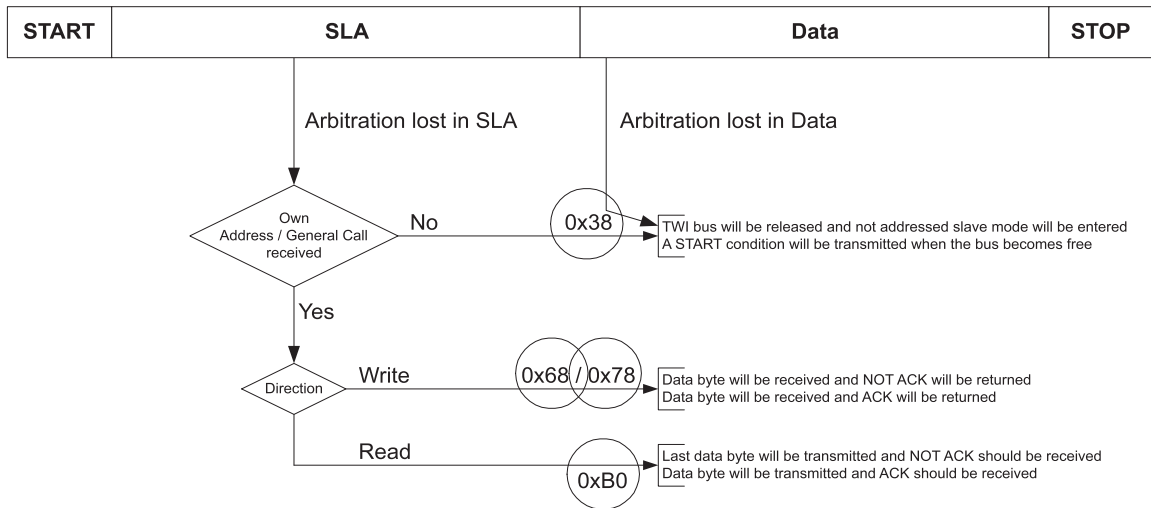 START SLA Data STOP
Arbitration lost in SLA Arbitration lost in Data
Own
Address / General Call
received
No
0x38
TWI bus will be released and not addressed slave mode will be entered
A START condition will be transmitted when the bus becomes free
Yes
Direction
Write
0x68 / 0x78
Data byte will be received and NOT ACK will be returned
Data byte will be received and ACK will be returned
Read
0xB0
Last data byte will be transmitted and NOT ACK should be received
Data byte will be transmitted and ACK should be received